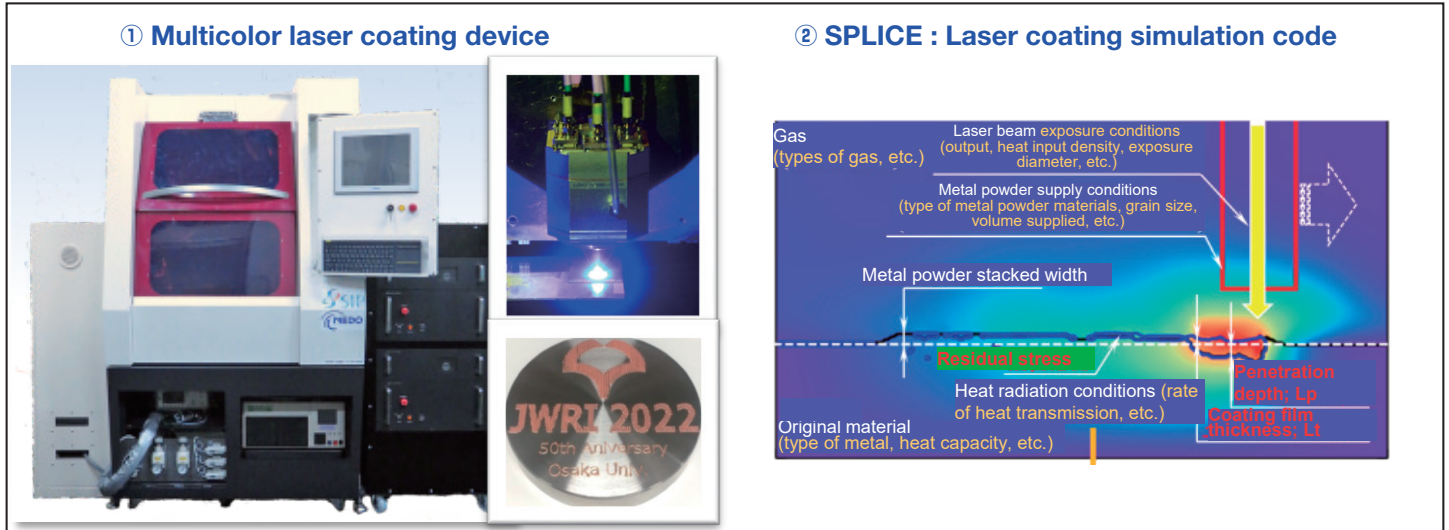 ① Multicolor laser coating device
SIP
NEDO
JWRI 2022
50th Aniversary
Osaka Univ.
② SPLICE : Laser coating simulation code
Gas
(types of gas, etc.)
Laser beam exposure conditions
(output, heat input density, exposure
diameter, etc.)
Metal powder supply conditions
(type of metal powder materials, grain size,
volume supplied, etc.)
Metal powder stacked width
Residual stress
Heat radiation conditions (rate
of heat transmission, etc.)
Penetration
depth; Lp
Coating film
thickness; Lt
Original material
(type of metal, heat capacity, etc.)